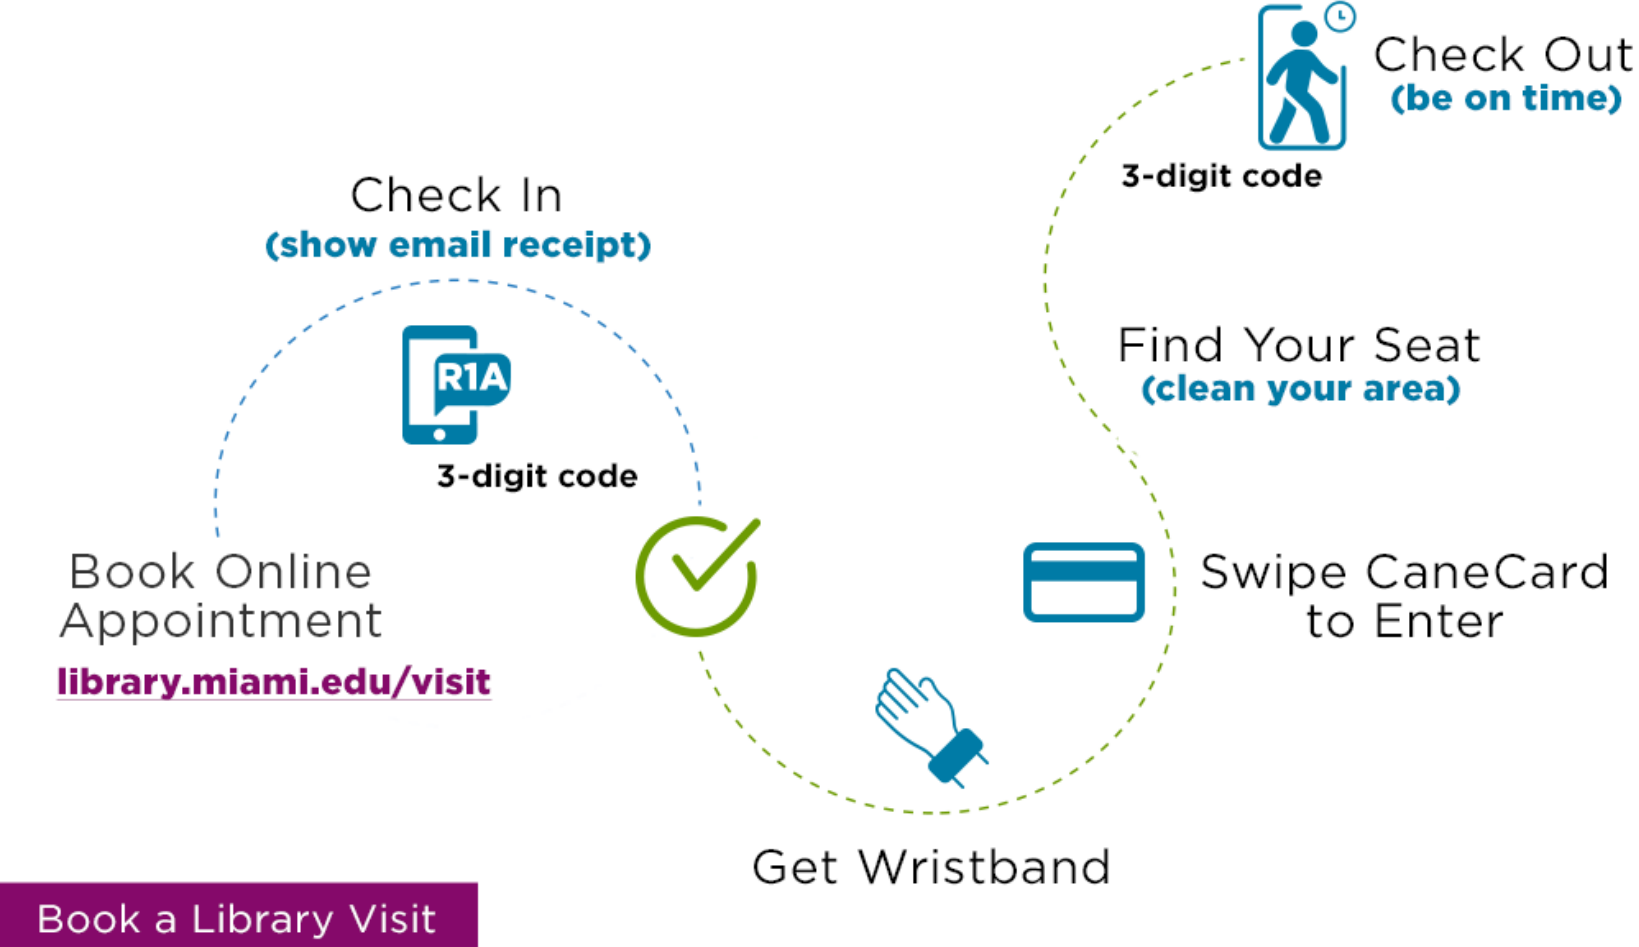 Check Out
(be on time)
3-digit code
Check In
(show email receipt)
R1A
3-digit code
Find Your Seat
(clean your area)
Book Online
Appointment
library.miami.edu/visit
Swipe CaneCard
to Enter
Get Wristband
Book a Library Visit